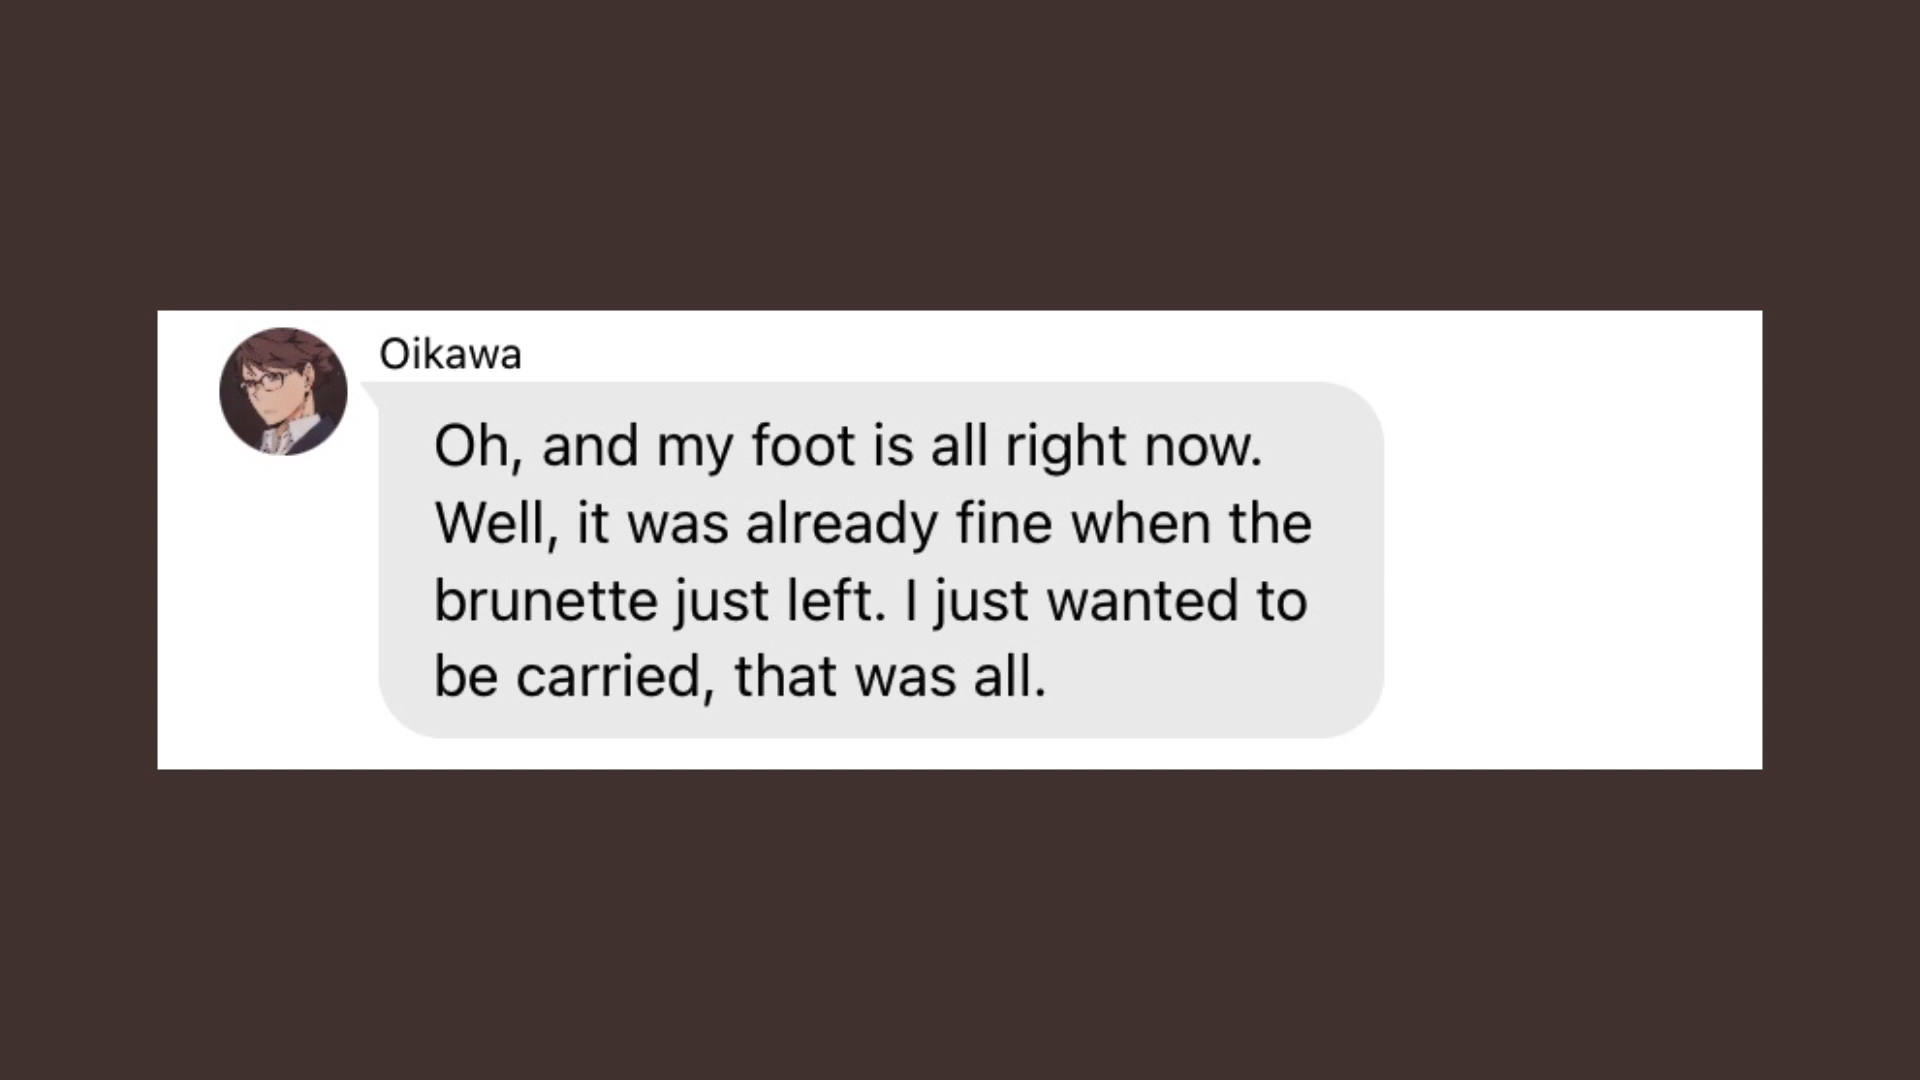 Oikawa
Oh, and my foot is all right now.
Well, it was already fine when the
brunette just left. I just wanted to
be carried, that was all.